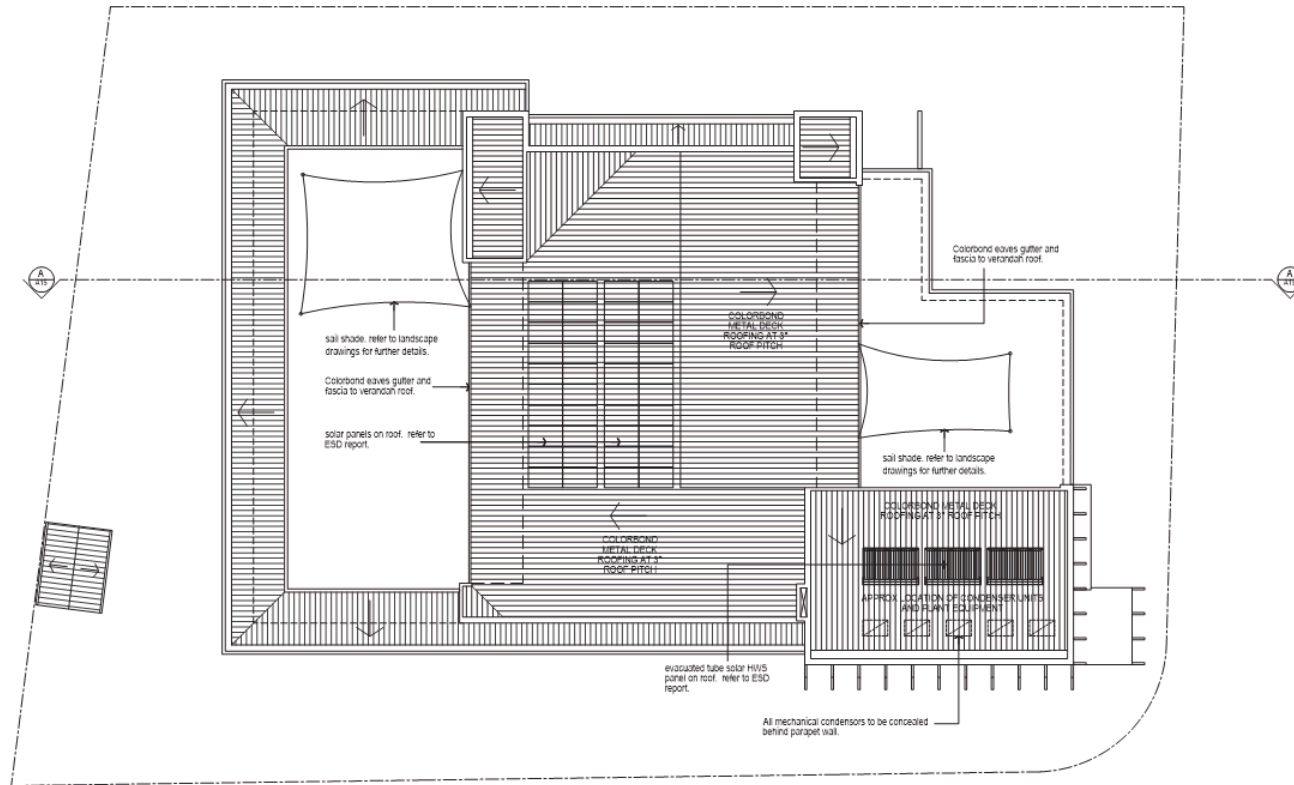 A
A15
A
A15
Colorbond eaves gutter and
fascia to verandah roof.
COLORBOND
METAL DECK
ROOFING AT 3°
ROOF PITCH
sail shade. refer to landscape
drawings for further details.
Colorbond eaves gutter and
fascia to verandah roof.
solar panels on roof. refer to
ESD report.
sail shade. refer to landscape
drawings for further details.
COLORBOND METAL DECK
ROOFING AT 3° ROOF PITCH
COLORBOND
METAL DECK
ROOFING AT 3°
ROOF PITCH
APPROX LOCATION OF CONDENSER UNITS
AND PLANT EQUIPMENT
evacuated tube solar HWS
panel on roof. refer to ESD
report.
All mechanical condensors to be concealed
behind parapet wall.